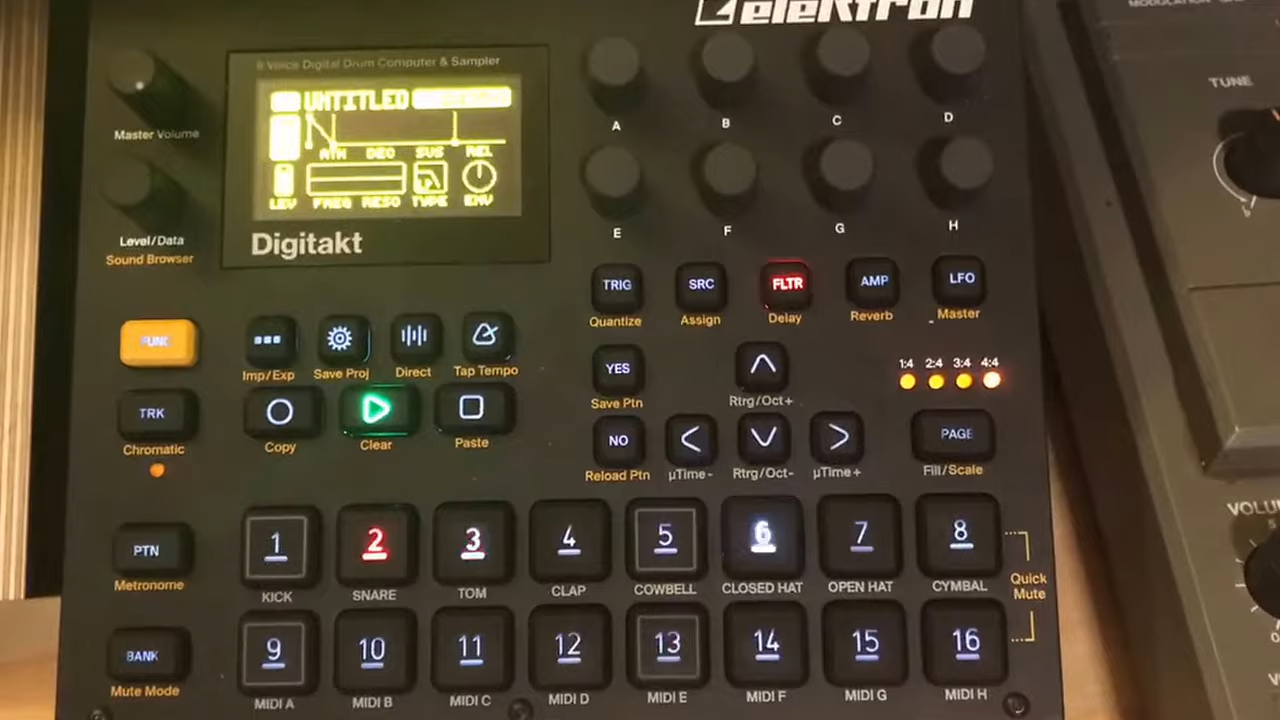 elektron
8 Voice Digital Drum Computer & Sampler
UNTITLED
ATK DEC SUS REL
LEV FREQ RESO TYPE ENV
Digitakt
Master Volume
Level/Data
Sound Browser
A B C D
E F G H
TRIG SRC FLTR AMP LFO
Quantize Assign Delay Reverb Master
FUNC
Imp/Exp Save Proj Direct Tap Tempo
YES
Save Ptn
Rtrg/Oct+
1:4 2:4 3:4 4:4
TRK
Chromatic
Copy Clear Paste
NO
Reload Ptn µTime- Rtrg/Oct- µTime+
PAGE
Fill/Scale
PTN
Metronome
1 2 3 4 5 6 7 8
KICK SNARE TOM CLAP COWBELL CLOSED HAT OPEN HAT CYMBAL
Quick
Mute
BANK
Mute Mode
9 10 11 12 13 14 15 16
MIDI A MIDI B MIDI C MIDI D MIDI E MIDI F MIDI G MIDI H
MODULATION
TUNE